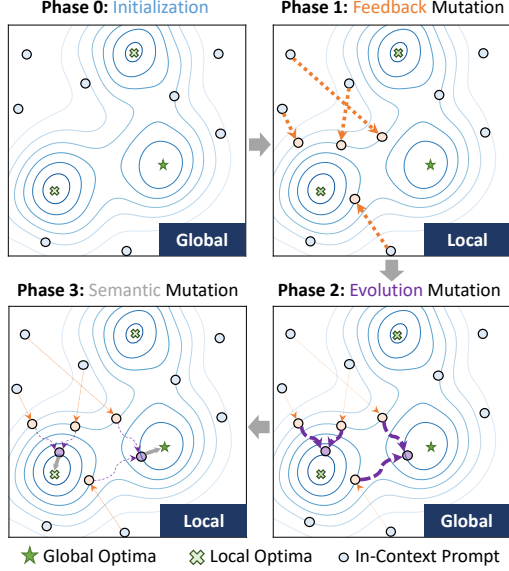 Phase 0: Initialization
Phase 1: Feedback Mutation
Global
Local
Phase 3: Semantic Mutation
Phase 2: Evolution Mutation
Local
Global
Global Optima
Local Optima
In-Context Prompt